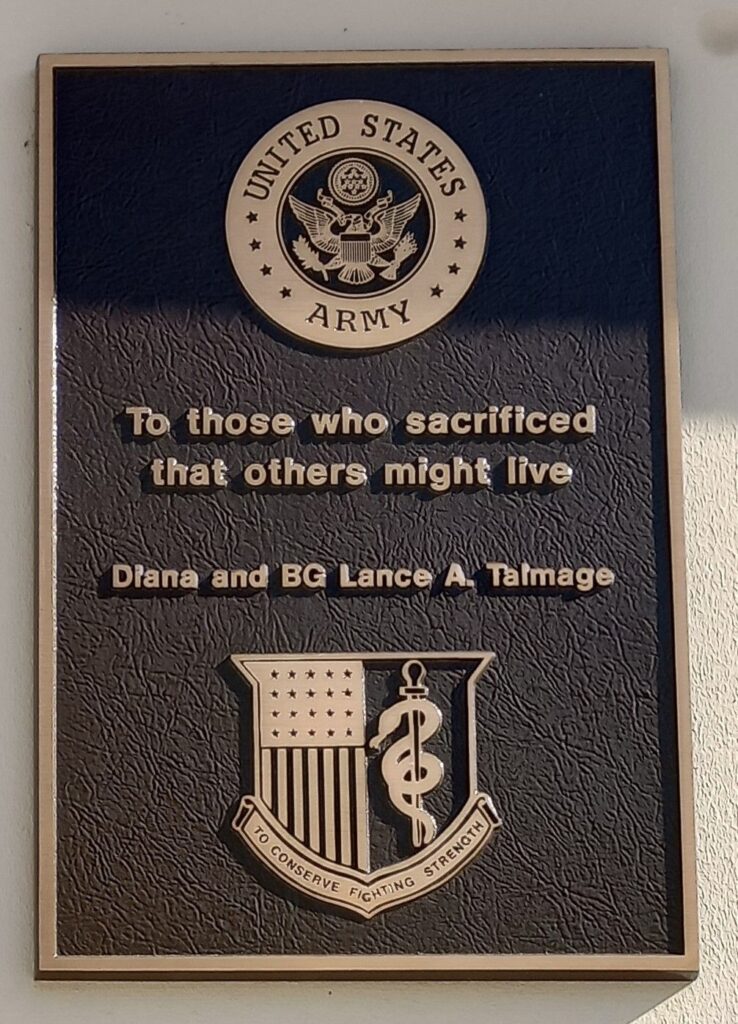 UNITED STATES
ARMY
To those who sacrificed
that others might live
Diana and BG Lance A. Talmage
TO CONSERVE FIGHTING STRENGTH